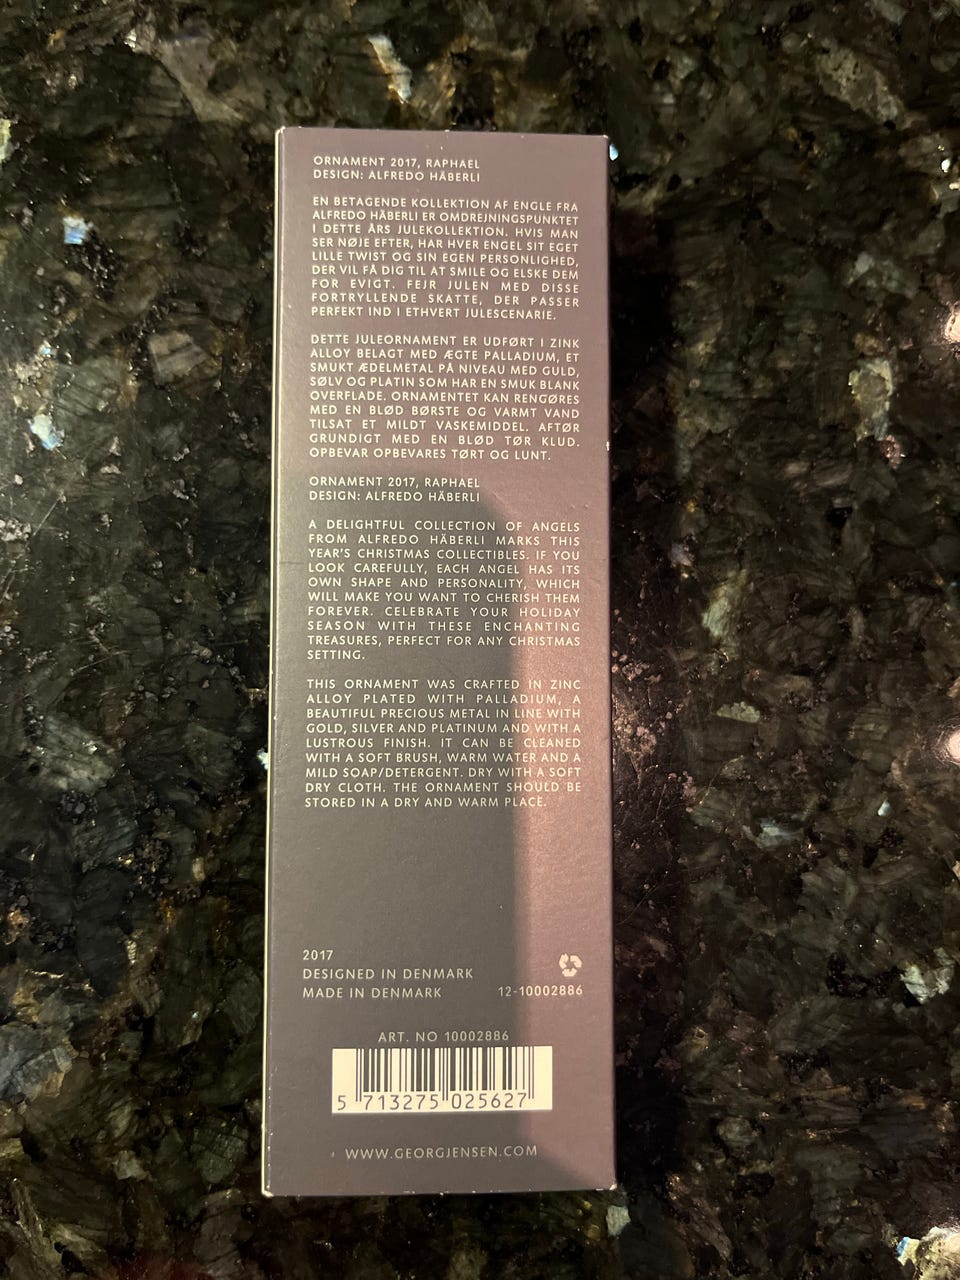 ORNAMENT 2017, RAPHAEL
DESIGN: ALFREDO HÄBERLI
EN BETAGENDE KOLLEKTION AF ENGLE FRA
ALFREDO HÄBERLI ER OMDREJNINGSPUNKTET
I DETTE ÅRS JULEKOLLEKTION. HVIS MAN
SER NØJE EFTER, HAR HVER ENGEL SIT EGET
LILLE TWIST OG SIN EGEN PERSONLIGHED,
DER VIL FÅ DIG TIL AT SMILE OG ELSKE DEM
FOR EVIGT. FEJR JULEN MED DISSE
FORTRYLLENDE SKATTE, DER PASSER
PERFEKT IND I ETHVERT JULESCENARIE.
DETTE JULEORNAMENT ER UDFØRT I ZINK
ALLOY BELAGT MED ÆGTE PALLADIUM, ET
SMUKT ÆDELMETAL PÅ NIVEAU MED GULD,
SØLV OG PLATIN SOM HAR EN SMUK BLANK
OVERFLADE. ORNAMENTET KAN RENGØRES
MED EN BLØD BØRSTE OG VARMT VAND
TILSAT ET MILDT VASKEMIDDEL. AFTØR
GRUNDIGT MED EN BLØD TØR KLUD.
OPBEVAR OPBEVARES TØRT OG LUNT.
ORNAMENT 2017, RAPHAEL
DESIGN: ALFREDO HÄBERLI
A DELIGHTFUL COLLECTION OF ANGELS
FROM ALFREDO HÄBERLI MARKS THIS
YEAR'S CHRISTMAS COLLECTIBLES. IF YOU
LOOK CAREFULLY, EACH ANGEL HAS ITS
OWN SHAPE AND PERSONALITY, WHICH
WILL MAKE YOU WANT TO CHERISH THEM
FOREVER. CELEBRATE YOUR HOLIDAY
SEASON WITH THESE ENCHANTING
TREASURES, PERFECT FOR ANY CHRISTMAS
SETTING.
THIS ORNAMENT WAS CRAFTED IN ZINC
ALLOY PLATED WITH PALLADIUM, A
BEAUTIFUL PRECIOUS METAL IN LINE WITH
GOLD, SILVER AND PLATINUM AND WITH A
LUSTROUS FINISH. IT CAN BE CLEANED
WITH A SOFT BRUSH, WARM WATER AND A
MILD SOAP/DETERGENT. DRY WITH A SOFT
DRY CLOTH. THE ORNAMENT SHOULD BE
STORED IN A DRY AND WARM PLACE.
2017
DESIGNED IN DENMARK
MADE IN DENMARK 12-10002886
ART. NO 10002886
5 713275 025627
WWW.GEORGJENSEN.COM